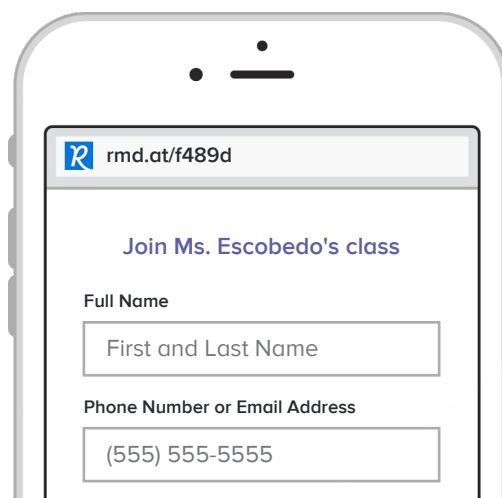 rmd.at/f489d
Join Ms. Escobedo's class
Full Name
First and Last Name
Phone Number or Email Address
(555) 555-5555